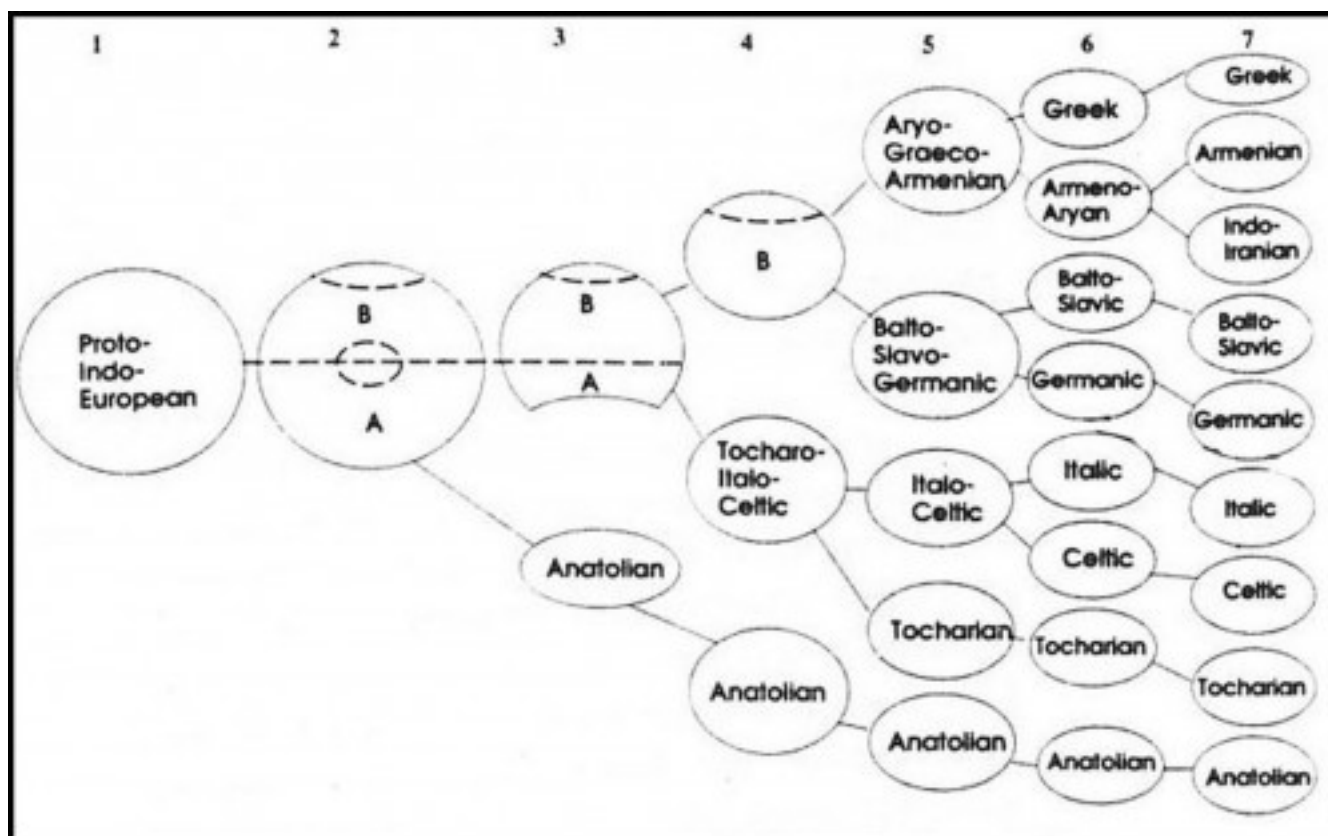 1 2 3 4 5 6 7
Proto-
Indo-
European
B
A
B
A
Anatolian
B
Tocharo-
Italo-
Celtic
Anatolian
Aryo-
Graeco-
Armenian
Balto-
Slavo-
Germanic
Italo-
Celtic
Tocharian
Anatolian
Greek
Armeno-
Aryan
Balto-
Slavic
Germanic
Italic
Celtic
Tocharian
Anatolian
Greek
Armenian
Indo-
Iranian
Balto-
Slavic
Germanic
Italic
Celtic
Tocharian
Anatolian